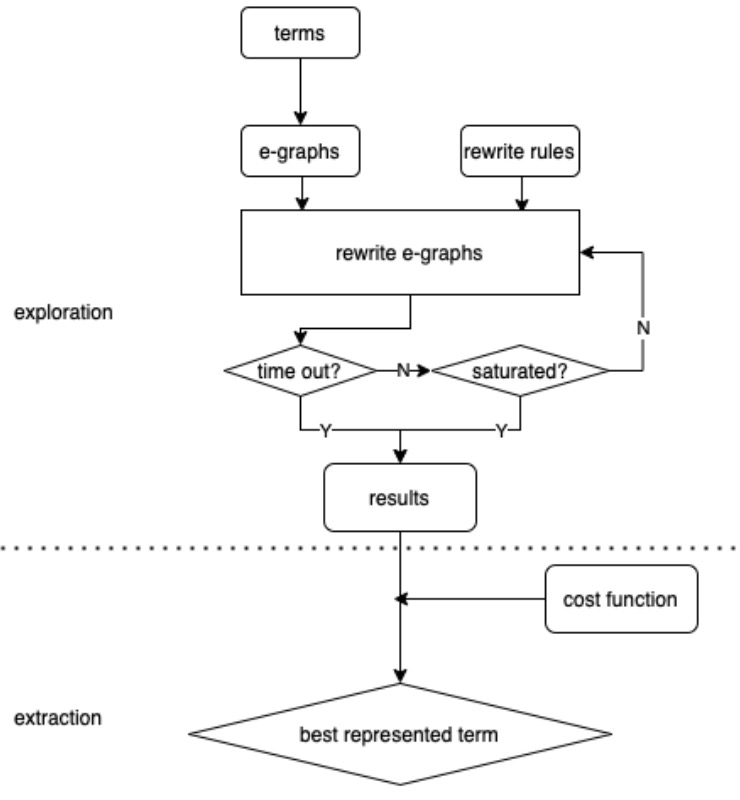 terms
e-graphs
rewrite rules
rewrite e-graphs
exploration
N
time out?
N
saturated?
Y
Y
results
cost function
extraction
best represented term